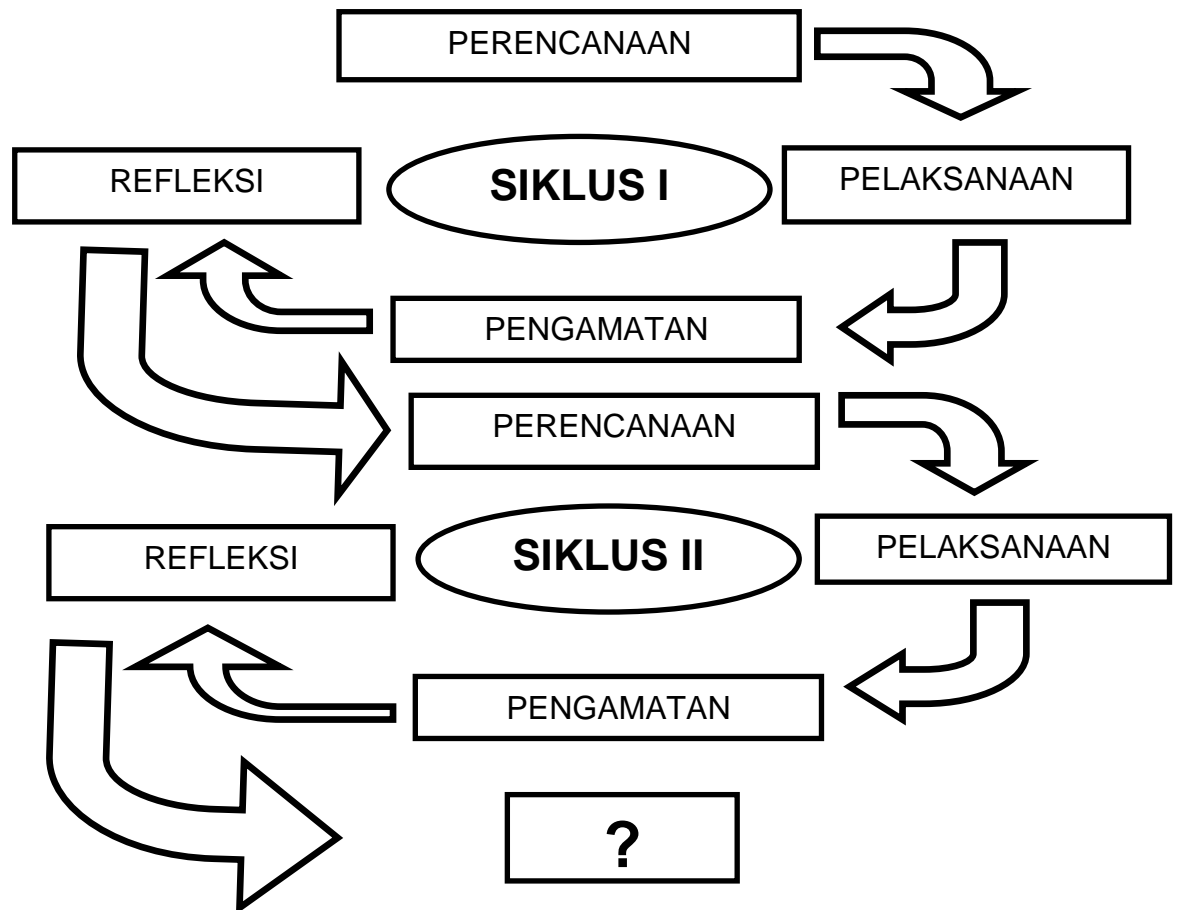 PERENCANAAN
REFLEKSI
SIKLUS I
PELAKSANAAN
PENGAMATAN
PERENCANAAN
REFLEKSI
SIKLUS II
PELAKSANAAN
PENGAMATAN
?